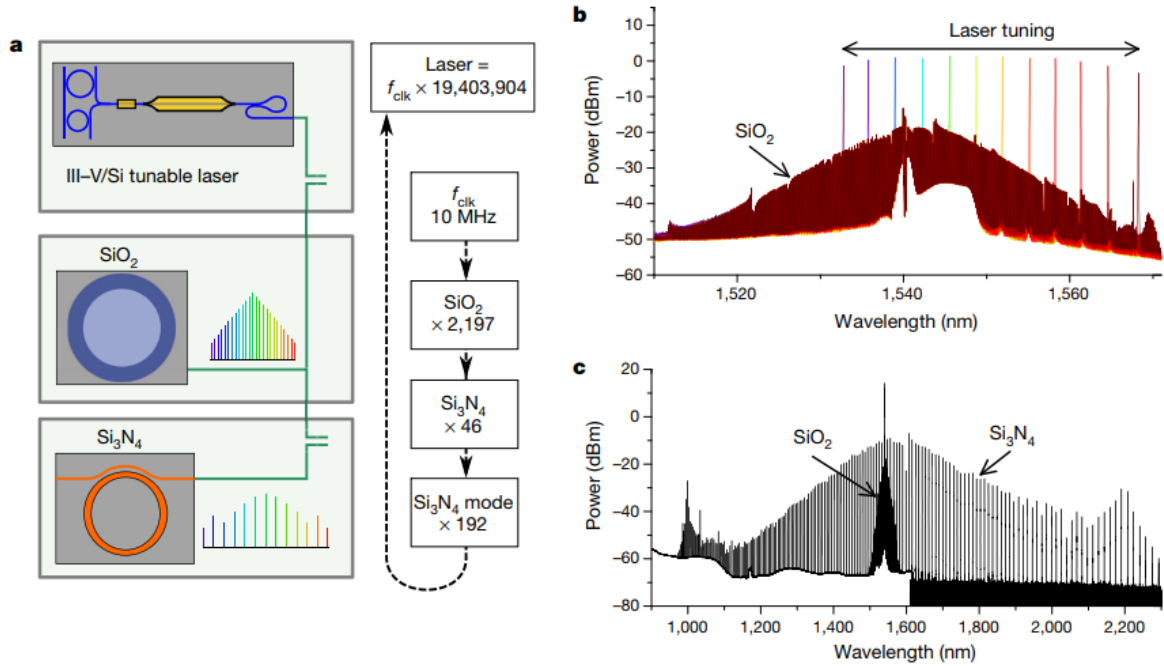 a
III–V/Si tunable laser
SiO₂
Si₃N₄
Laser =
f_clk × 19,403,904
f_clk
10 MHz
SiO₂
× 2,197
Si₃N₄
× 46
Si₃N₄ mode
× 192
b
Laser tuning
SiO₂
Power (dBm)
10
0
–10
–20
–30
–40
–50
–60
1,520
1,540
1,560
Wavelength (nm)
c
SiO₂
Si₃N₄
Power (dBm)
20
0
–20
–40
–60
–80
1,000
1,200
1,400
1,600
1,800
2,000
2,200
Wavelength (nm)